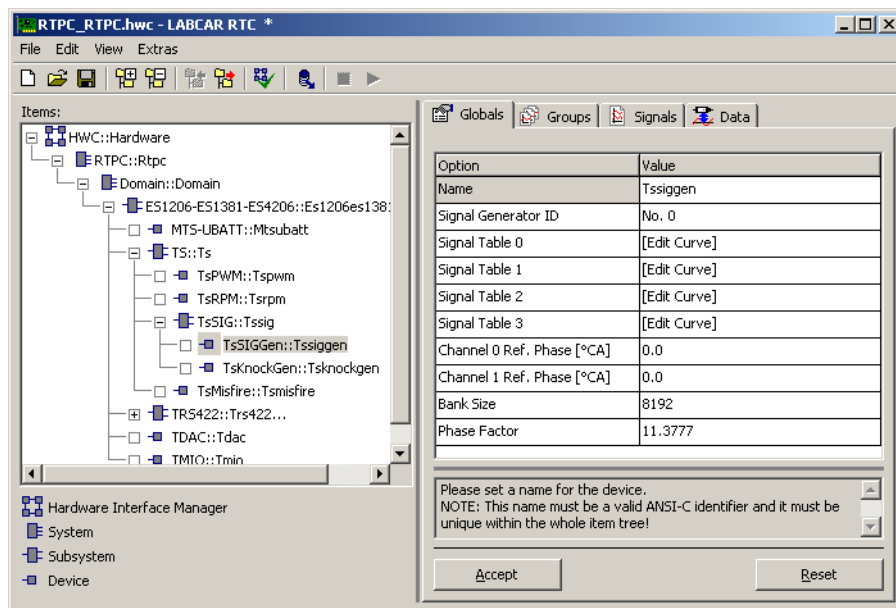 RTPC_RTPC.hwc - LABCAR RTC *
File Edit View Extras
Items:
HWC::Hardware
RTPC::Rtpc
Domain::Domain
ES1206-ES1381-ES4206::Es1206es138
MTS-UBATT::Mtsubatt
TS::Ts
TsPWM::Tspwm
TsRPM::Tsrpm
TsSIG::Tssig
TsSIGGen::Tssiggen
TsKnockGen::Tsknockgen
TsMisfire::Tsmisfire
TRS422::Trs422...
TDAC::Tdac
TMIO::Tmio
Hardware Interface Manager
System
Subsystem
Device
Globals Groups Signals Data
Option Value
Name Tssiggen
Signal Generator ID No. 0
Signal Table 0 [Edit Curve]
Signal Table 1 [Edit Curve]
Signal Table 2 [Edit Curve]
Signal Table 3 [Edit Curve]
Channel 0 Ref. Phase [°CA] 0.0
Channel 1 Ref. Phase [°CA] 0.0
Bank Size 8192
Phase Factor 11.3777
Please set a name for the device.
NOTE: This name must be a valid ANSI-C identifier and it must be
unique within the whole item tree!
Accept Reset